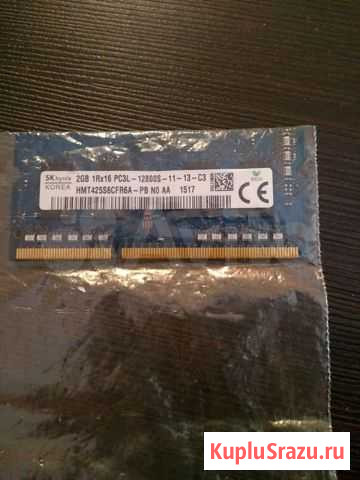 SK hynix
KOREA
2GB 1Rx16 PC3L-12800S-11-13-C3
HMT425S6CFR6A-PB N0 AA 1517
CE
KupluSrazu.ru